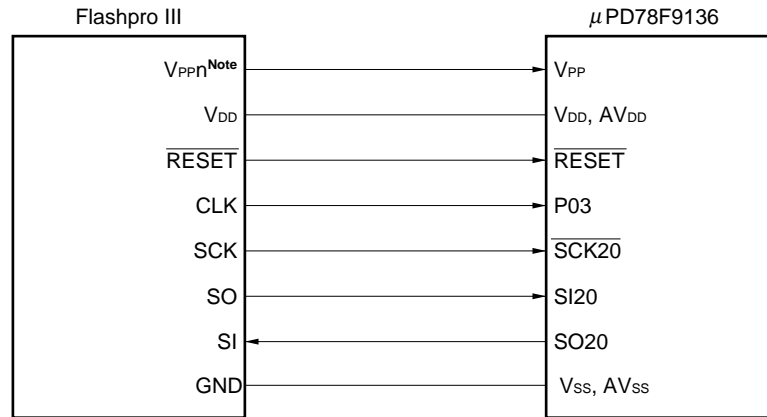 Flashpro III μPD78F9136
VPPnNote VPP
VDD VDD, AVDD
RESET RESET
CLK P03
SCK SCK20
SO SI20
SI SO20
GND VSS, AVSS